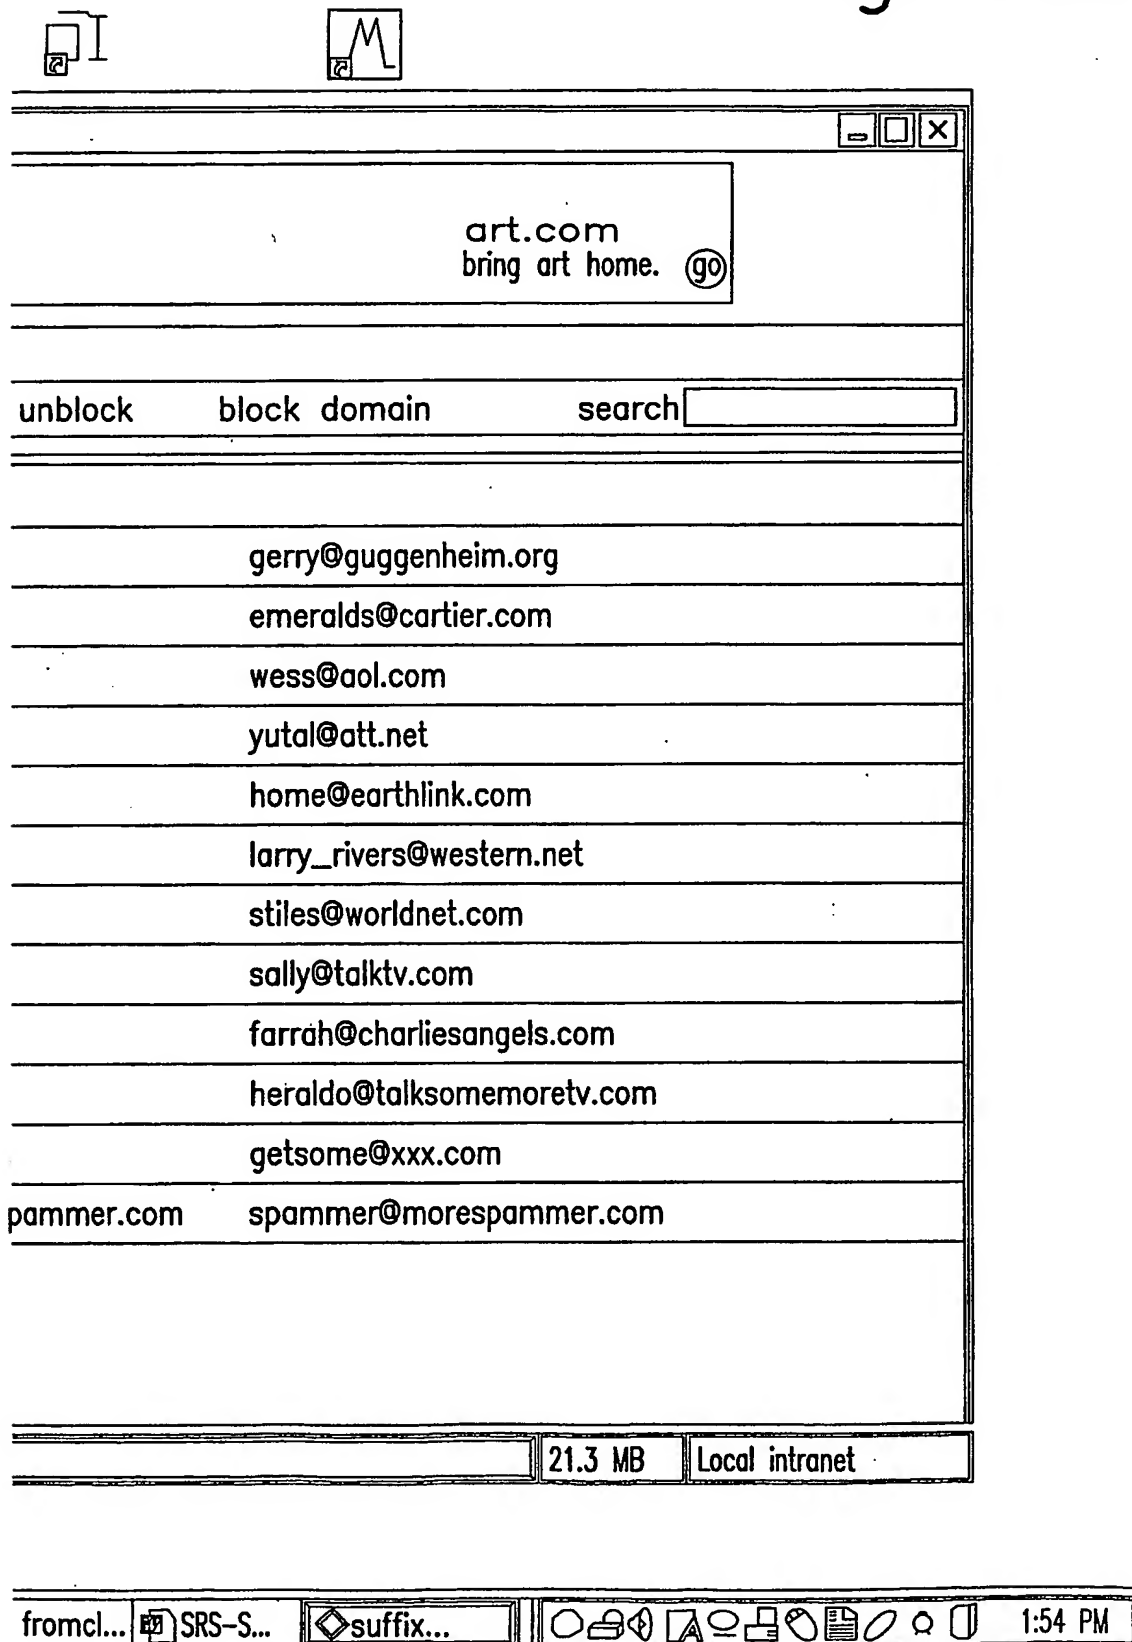 art.com
bring art home. go
unblock block domain search
gerry@guggenheim.org
emeralds@cartier.com
wess@aol.com
yutal@att.net
home@earthlink.com
larry_rivers@western.net
stiles@worldnet.com
sally@talktv.com
farrah@charliesangels.com
heraldo@talksomemoretv.com
getsome@xxx.com
pammer.com spammer@morespammer.com
21.3 MB Local intranet
fromcl... SRS-S... suffix... 1:54 PM